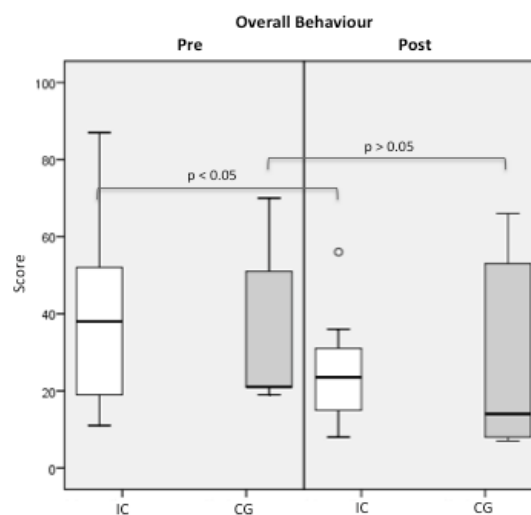 Overall Behaviour
Pre Post
100
80
60
40
20
0
Score
p < 0.05
p > 0.05
IC CG IC CG